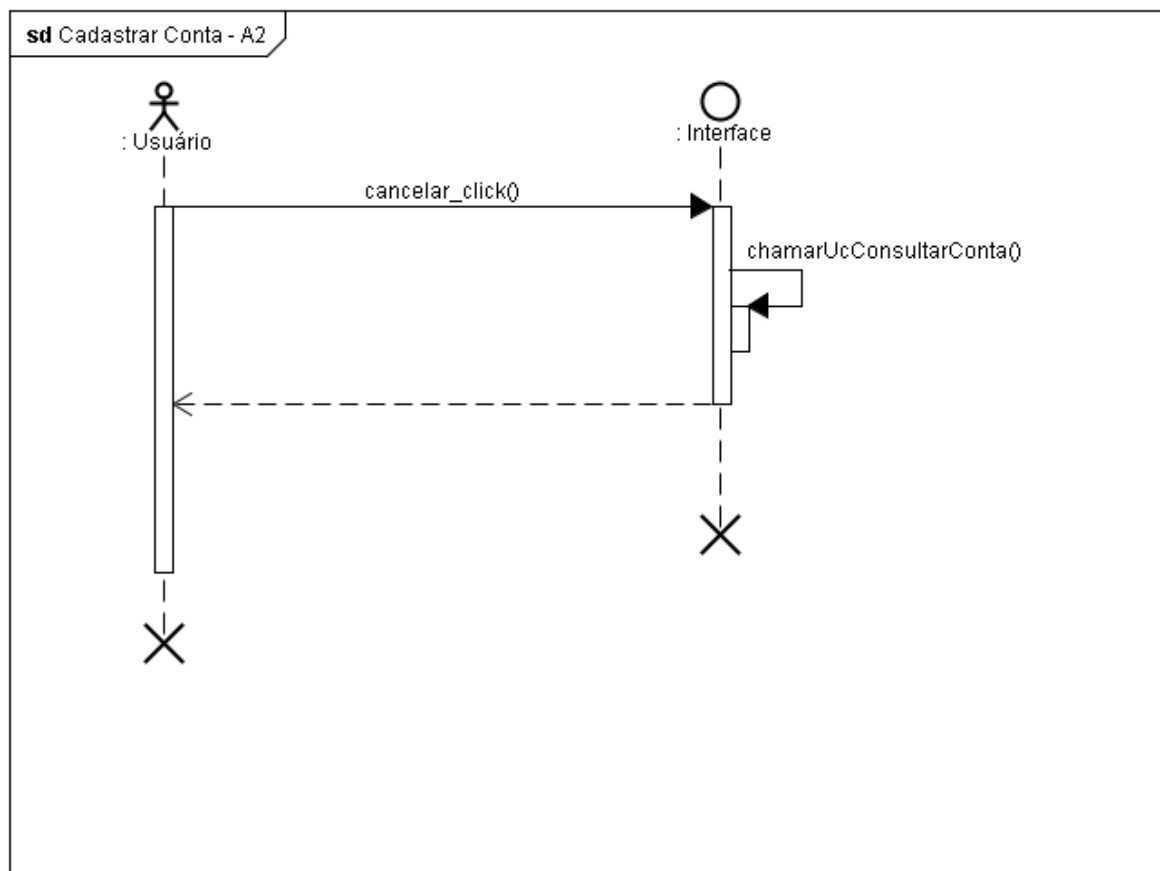 sd Cadastrar Conta - A2
: Usuário
: Interface
cancelar_click()
chamarUcConsultarConta()